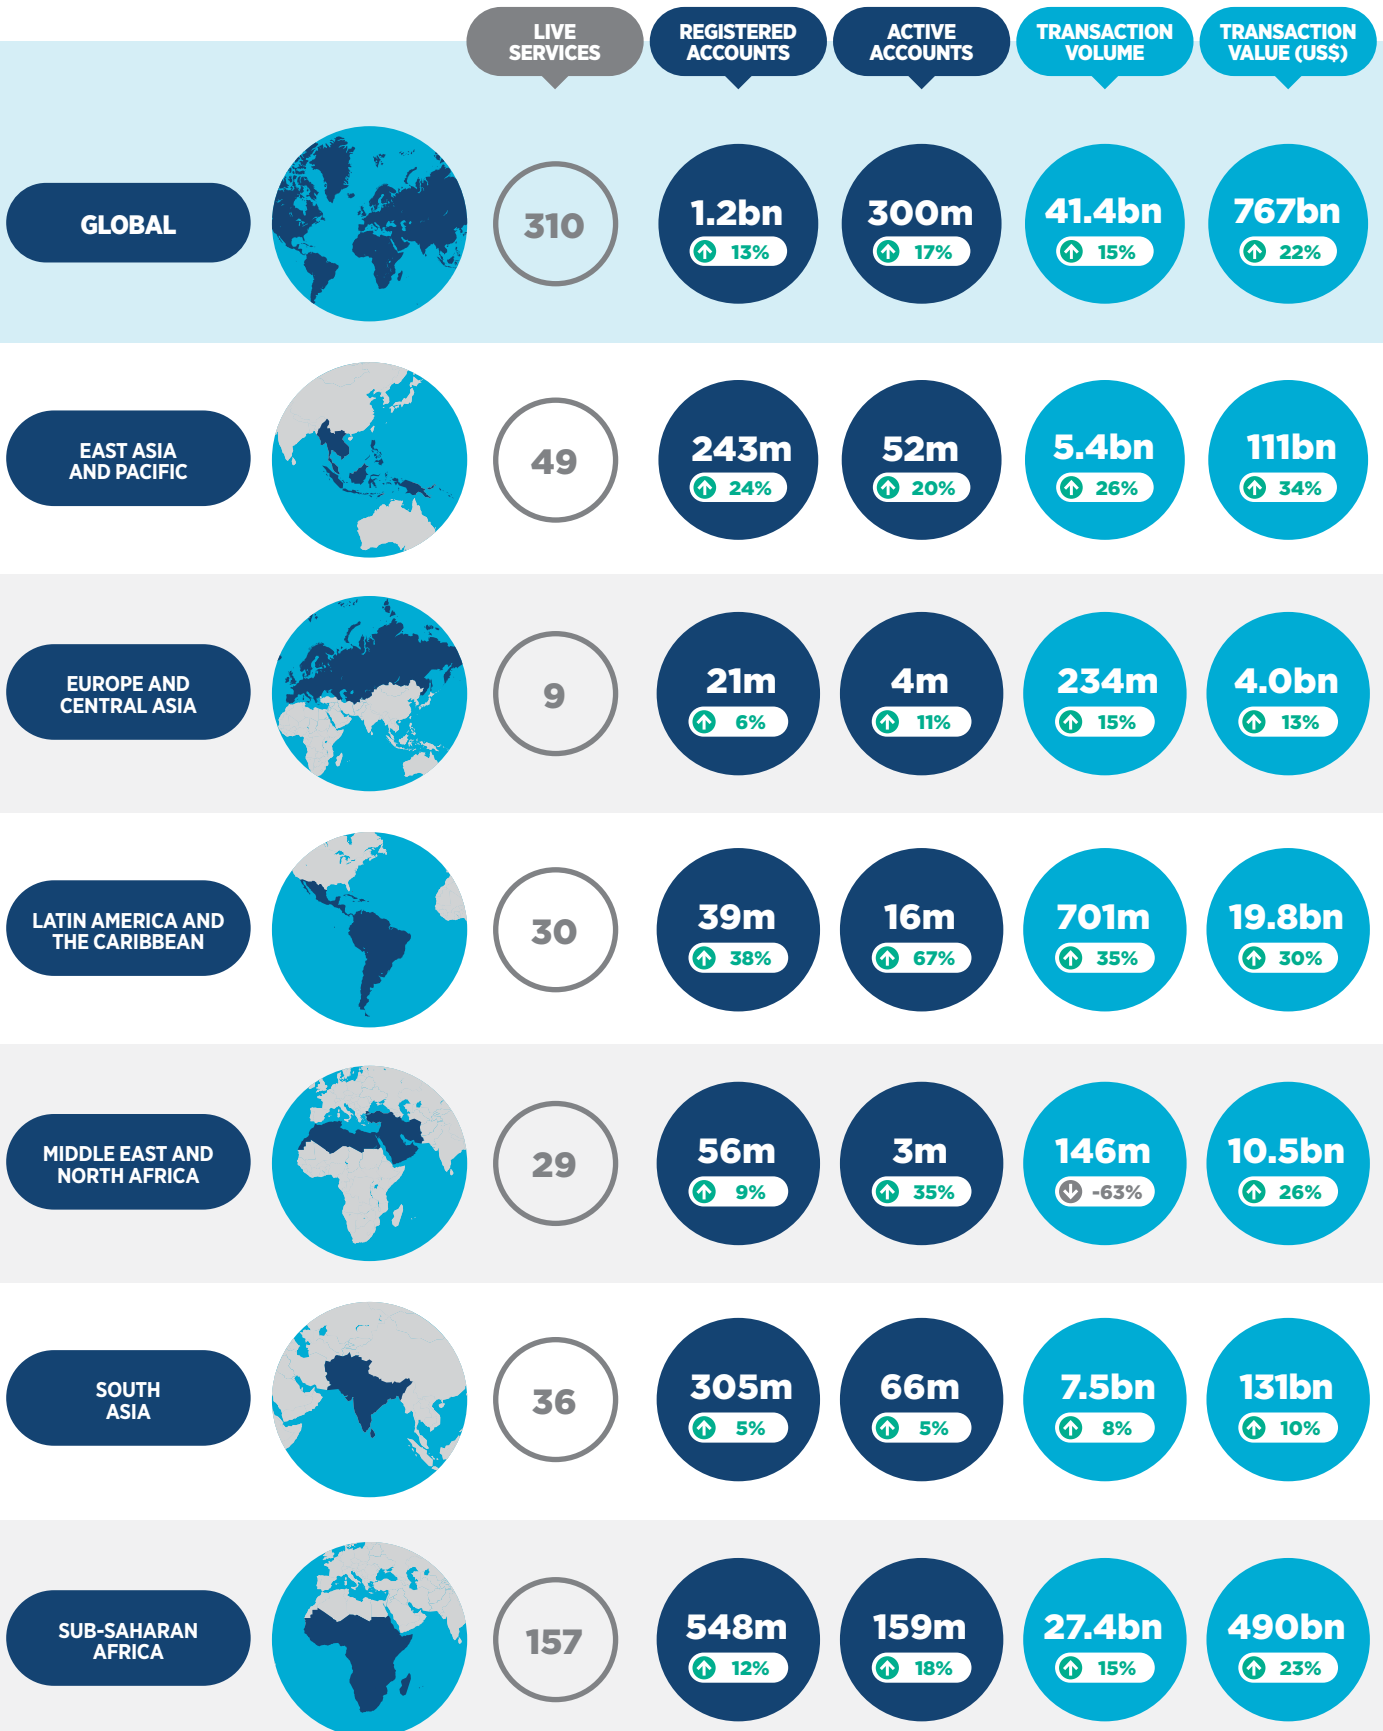 LIVE
SERVICES
REGISTERED
ACCOUNTS
ACTIVE
ACCOUNTS
TRANSACTION
VOLUME
TRANSACTION
VALUE (US$)
GLOBAL
310
1.2bn
13%
300m
17%
41.4bn
15%
767bn
22%
EAST ASIA
AND PACIFIC
49
243m
24%
52m
20%
5.4bn
26%
111bn
34%
EUROPE AND
CENTRAL ASIA
9
21m
6%
4m
11%
234m
15%
4.0bn
13%
LATIN AMERICA AND
THE CARIBBEAN
30
39m
38%
16m
67%
701m
35%
19.8bn
30%
MIDDLE EAST AND
NORTH AFRICA
29
56m
9%
3m
35%
146m
-63%
10.5bn
26%
SOUTH
ASIA
36
305m
5%
66m
5%
7.5bn
8%
131bn
10%
SUB-SAHARAN
AFRICA
157
548m
12%
159m
18%
27.4bn
15%
490bn
23%